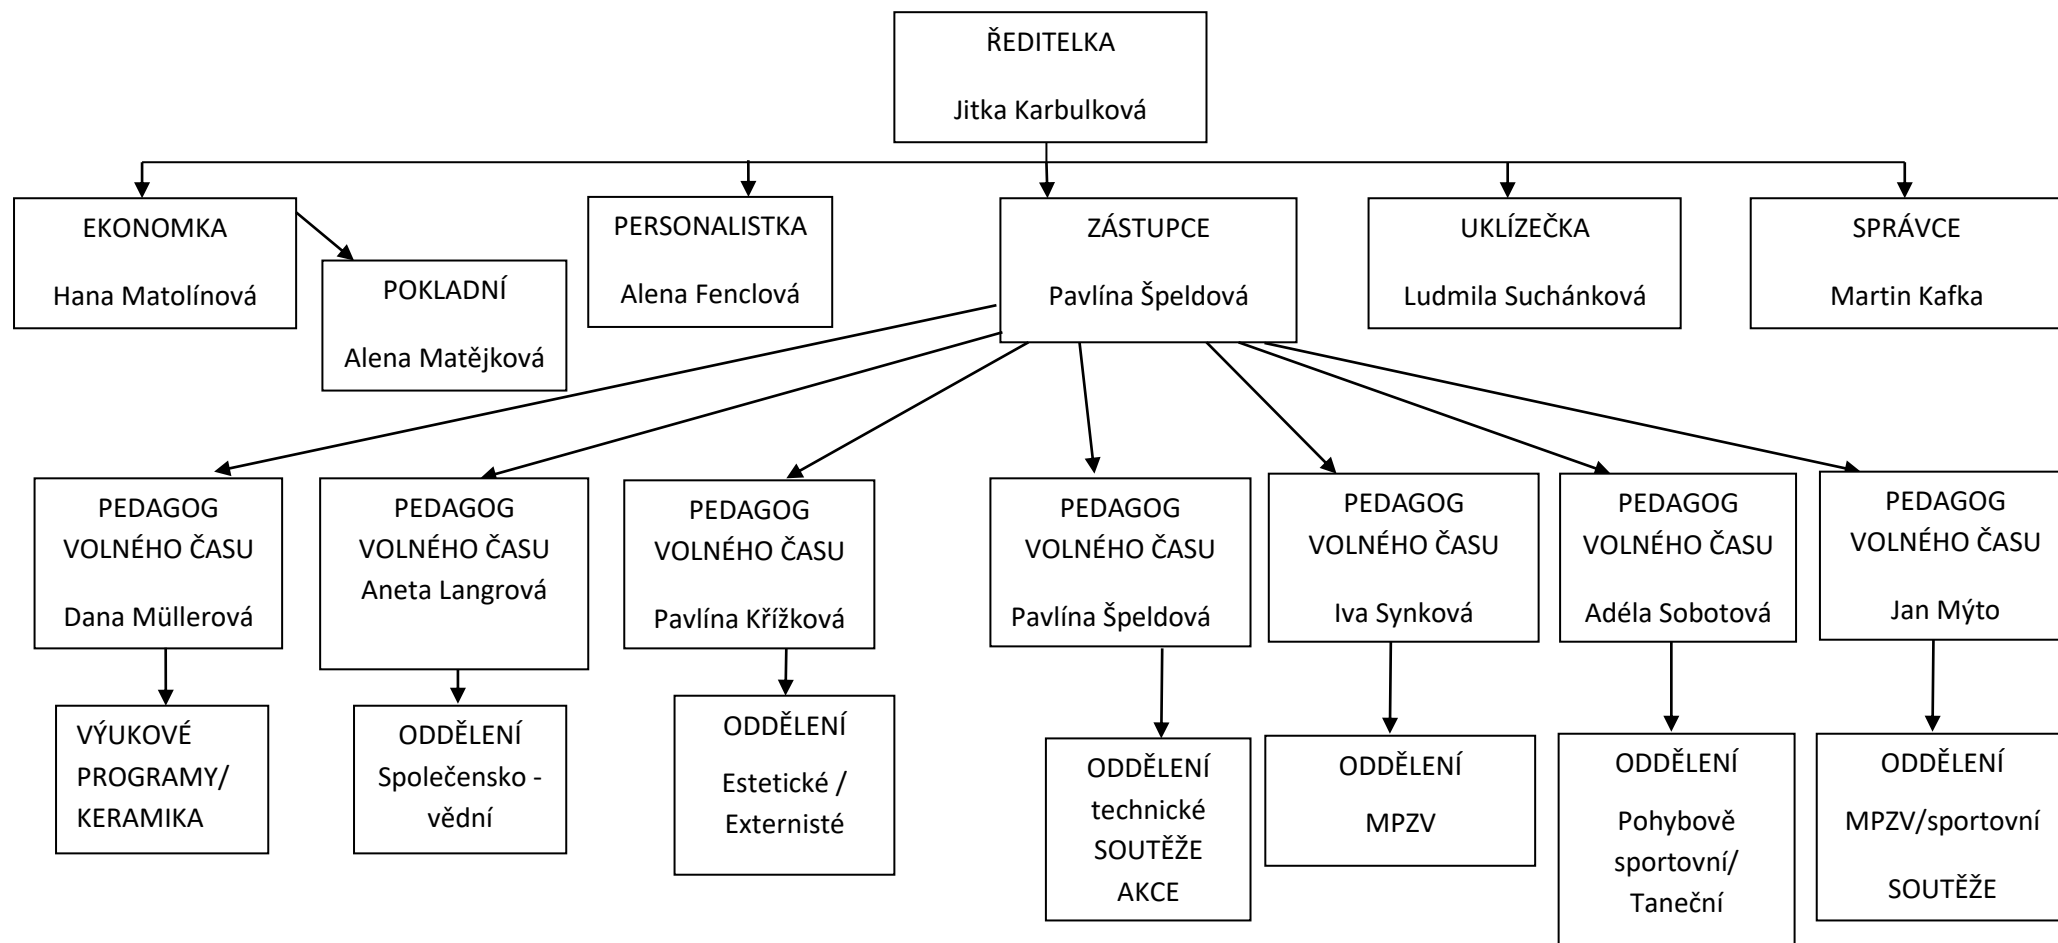 ŘEDITELKA
Jitka Karbulková
EKONOMKA
Hana Matolínová
POKLADNÍ
Alena Matějková
PERSONALISTKA
Alena Fenclová
ZÁSTUPCE
Pavlína Špeldová
UKLÍZEČKA
Ludmila Suchánková
SPRÁVCE
Martin Kafka
PEDAGOG
VOLNÉHO ČASU
Dana Müllerová
PEDAGOG
VOLNÉHO ČASU
Aneta Langrová
PEDAGOG
VOLNÉHO ČASU
Pavlína Křížková
PEDAGOG
VOLNÉHO ČASU
Pavlína Špeldová
PEDAGOG
VOLNÉHO ČASU
Iva Synková
PEDAGOG
VOLNÉHO ČASU
Adéla Sobotová
PEDAGOG
VOLNÉHO ČASU
Jan Mýto
VÝUKOVÉ
PROGRAMY/
KERAMIKA
ODDĚLENÍ
Společensko -
vědní
ODDĚLENÍ
Estetické /
Externisté
ODDĚLENÍ
technické
SOUTĚŽE
AKCE
ODDĚLENÍ
MPZV
ODDĚLENÍ
Pohybově
sportovní/
Taneční
ODDĚLENÍ
MPZV/sportovní
SOUTĚŽE